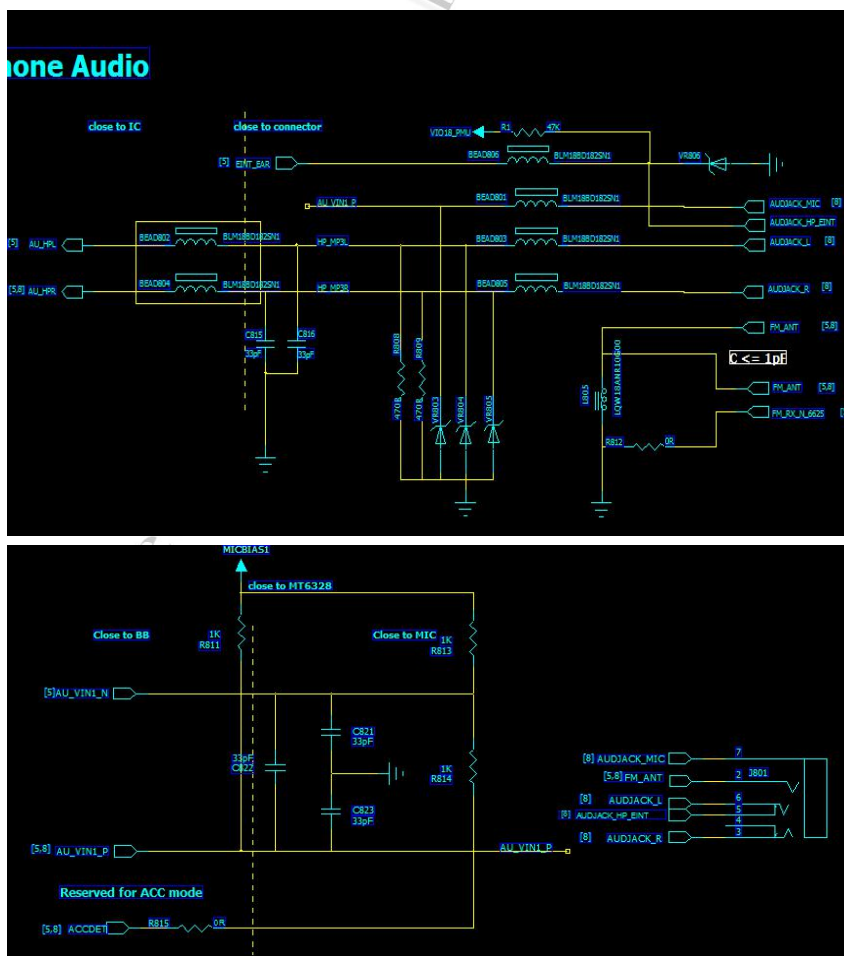 one Audio
close to IC
close to connector
VIO18_PMU
R1
47K
[5] EINT_EAR
BEAD806
BLM18BD182SN1
VR806
AU_VIN1_P
BEAD801
BLM18BD182SN1
AUDJACK_MIC [8]
AUDJACK_HP_EINT
[5] AU_HPL
BEAD802
BLM18BD182SN1
HP_MP3L
BEAD803
BLM18BD182SN1
AUDJACK_L [8]
[5,8] AU_HPR
BEAD804
BLM18BD182SN1
HP_MP3R
BEAD805
BLM18BD182SN1
AUDJACK_R [8]
FM_ANT [5,8]
C815
33pF
C816
33pF
R808
470R
R809
470R
C <= 1pF
L805
LQW18ANR10G00
FM_ANT [5,8]
FM_RX_N_6625
VR803
VR804
VR805
R812
0R
MICBIAS1
close to MT6328
Close to BB
1K
R811
Close to MIC
1K
R813
[5]AU_VIN1_N
C821
33pF
33pF
C822
1K
R814
C823
33pF
[8] AUDJACK_MIC
7
[5,8]FM_ANT
2
J801
[8] AUDJACK_L
6
[8] AUDJACK_HP_EINT
5
4
[8] AUDJACK_R
3
[5,8] AU_VIN1_P
AU_VIN1_P
Reserved for ACC mode
[5,8] ACCDET
R815
0R